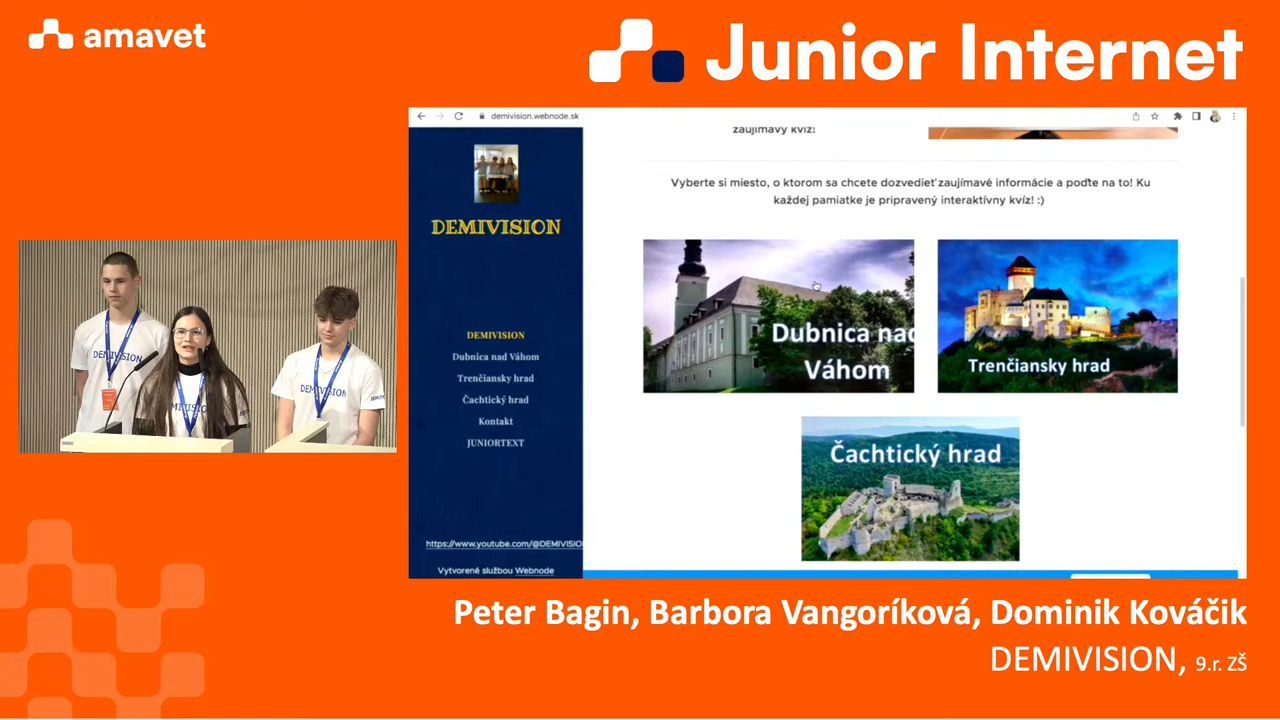 amavet
Junior Internet
demivision.webnode.sk
zaujímavý kvíz!
Vyberte si miesto, o ktorom sa chcete dozvedieť zaujímavé informácie a poďte na to! Ku
každej pamiatke je pripravený interaktívny kvíz! :)
DEMIVISION
DEMIVISION
Dubnica nad Váhom
Trenčiansky hrad
Čachtický hrad
Kontakt
JUNIORTEXT
https://www.youtube.com/@DEMIVISIO
Vytvorené službou Webnode
Dubnica nad
Váhom
Trenčiansky hrad
Čachtický hrad
DEMIVISION
DEMIVISION
Peter Bagin, Barbora Vangoríková, Dominik Kováčik
DEMIVISION, 9.r. ZŠ